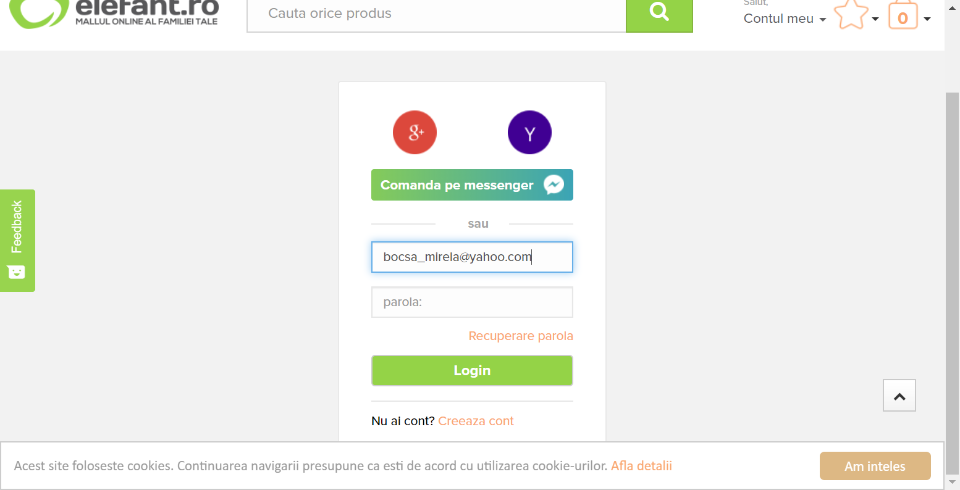 elefant.ro
MALLUL ONLINE AL FAMILIEI TALE
Cauta orice produs
Salut,
Contul meu
0
g+
Y
Comanda pe messenger
sau
Feedback
bocsa_mirela@yahoo.com
parola:
Recuperare parola
Login
Nu ai cont? Creeaza cont
Acest site foloseste cookies. Continuarea navigarii presupune ca esti de acord cu utilizarea cookie-urilor. Afla detalii
Am inteles